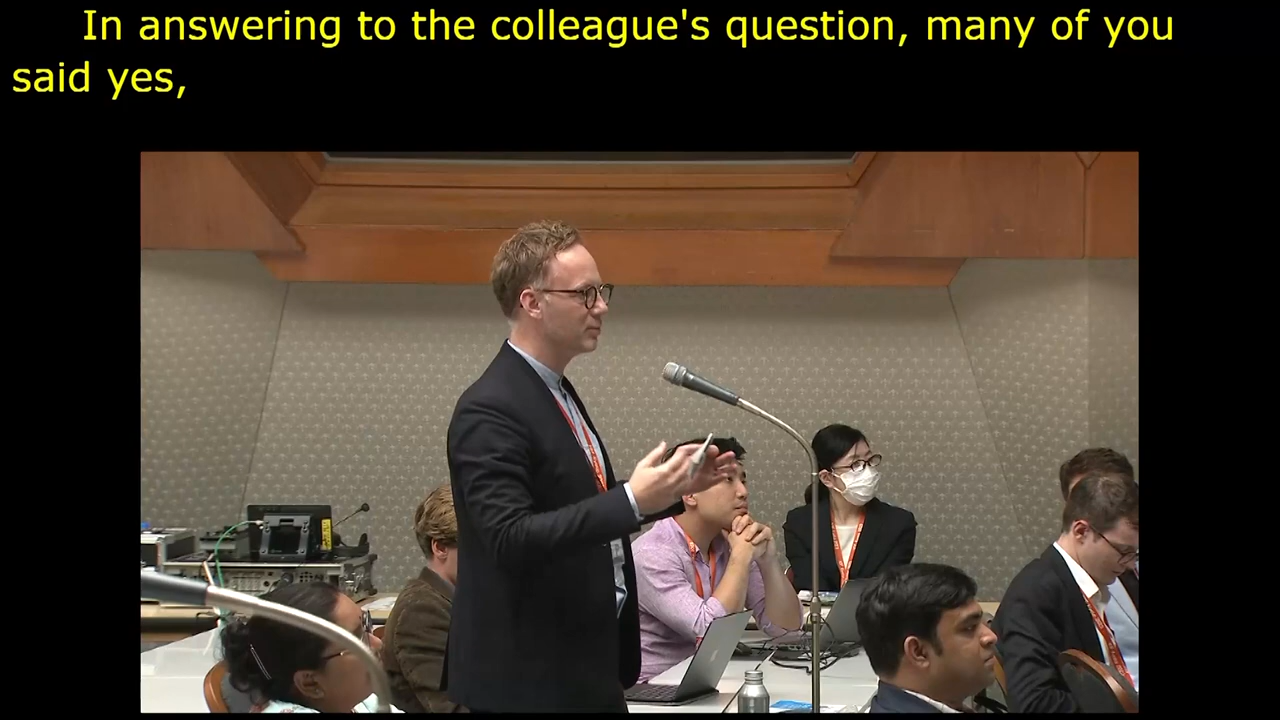 In answering to the colleague's question, many of you
said yes,